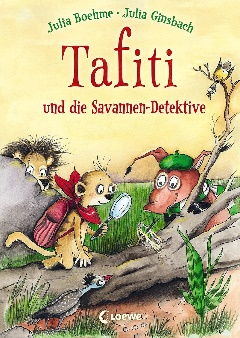 Julia Boehme • Julia Ginsbach
Tafiti
und die Savannen-Detektive
Loewe